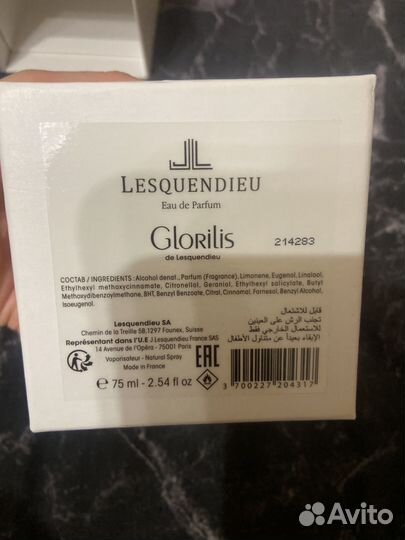 JL
LESQUENDIEU
Eau de Parfum
Glorilis
214283
de Lesquendieu
СОСТАВ / INGREDIENTS : Alcohol denat., Parfum (Fragrance), Limonene, Eugenol, Linalool,
Ethylhexyl methoxycinnamate, Citronellol, Geraniol, Ethylhexyl salicylate, Butyl
Methoxydibenzoylmethane, BHT, Benzyl Benzoate, Citral, Cinnamal, Farnesol, Benzyl Alcohol,
Isoeugenol.
Lesquendieu SA
Chemin de la Treille 5B,1297 Founex, Suisse
Représentant dans l'U.E J.Lesquendieu France SAS
14 Avenue de l'Opéra - 75001 Paris
Vaporisateur - Natural Spray
Made in France
EAC
قابل للاشتعال
تجنب الرش على العينين
للاستعمال الخارجي فقط
الإبقاء بعيداً عن متناول الأطفال
℮ 75 ml - 2.54 fl oz
3 700227 204317
Avito